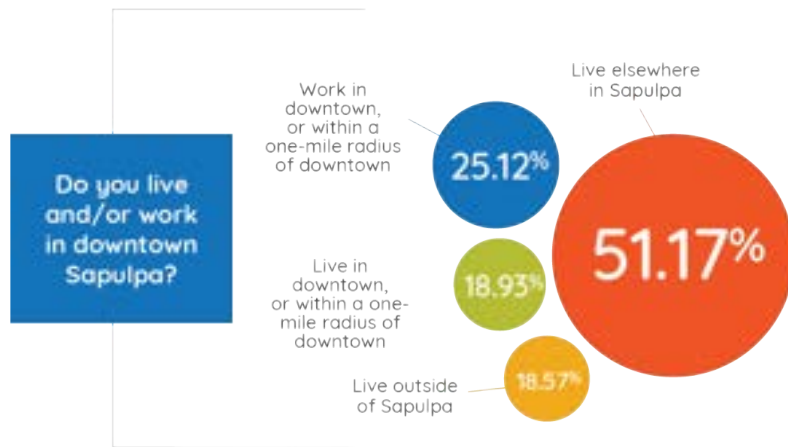 Do you live
and/or work
in downtown
Sapulpa?
Work in
downtown,
or within a
one-mile radius
of downtown
25.12%
Live elsewhere
in Sapulpa
51.17%
Live in
downtown,
or within a one-
mile radius of
downtown
18.93%
Live outside
of Sapulpa
18.57%